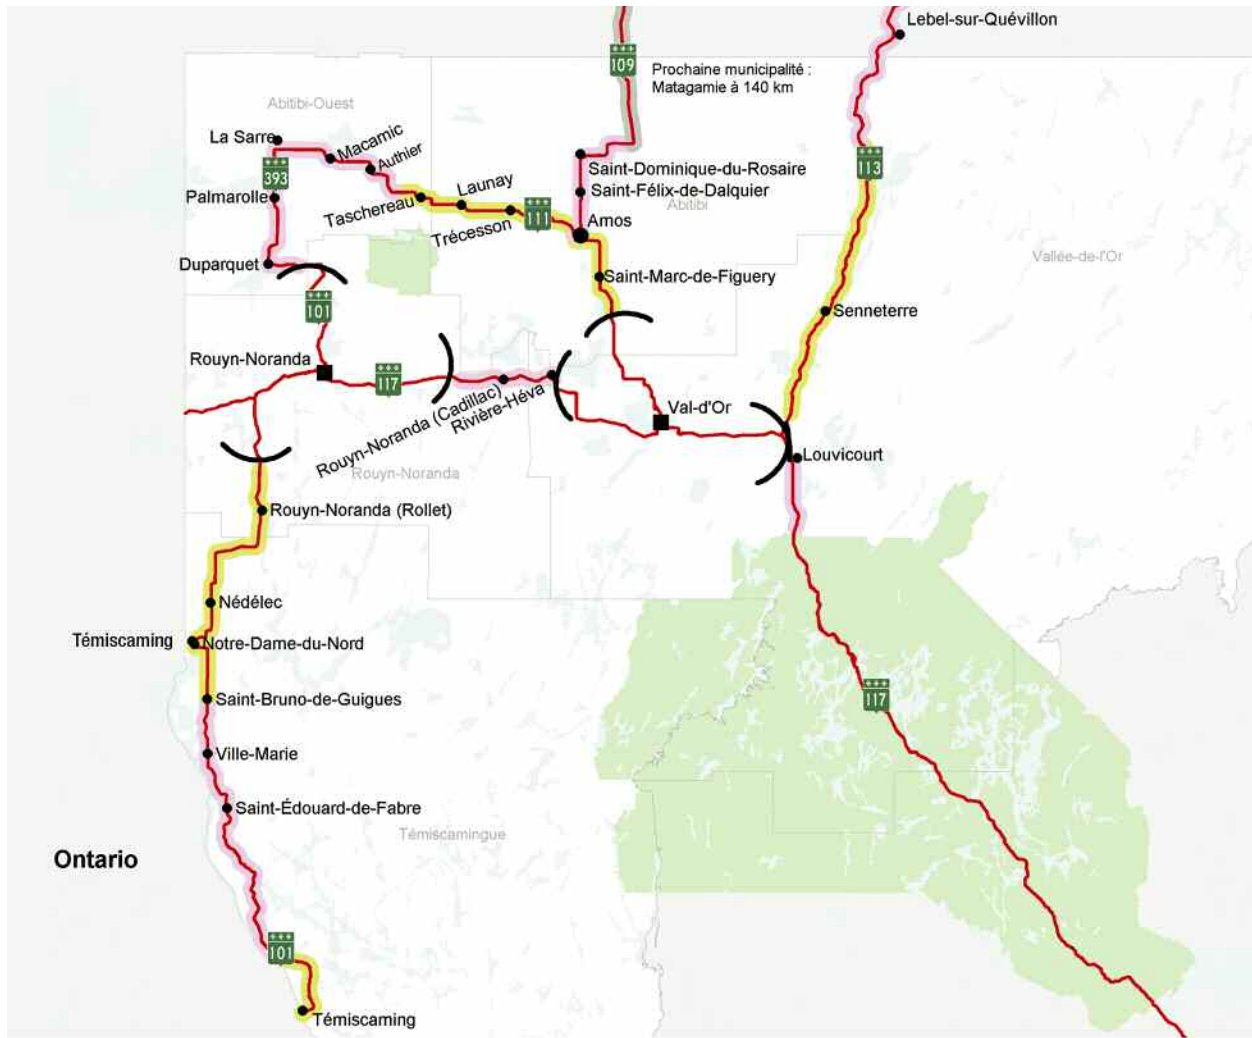 Lebel-sur-Quévillon
109
Prochaine municipalité :
Matagamie à 140 km
Abitibi-Ouest
La Sarre
Macamic
Authier
393
Palmarolle
Taschereau
Launay
Trécesson
111
Saint-Dominique-du-Rosaire
Saint-Félix-de-Dalquier
Abitibi
Amos
113
Vallée-de-l'Or
Duparquet
Saint-Marc-de-Figuery
101
Senneterre
Rouyn-Noranda
117
Rouyn-Noranda (Cadillac)
Rivière-Héva
Val-d'Or
Louvicourt
Rouyn-Noranda
Rouyn-Noranda (Rollet)
Nédélec
Témiscaming
Notre-Dame-du-Nord
Saint-Bruno-de-Guigues
117
Ville-Marie
Saint-Édouard-de-Fabre
Témiscamingue
Ontario
101
Témiscaming